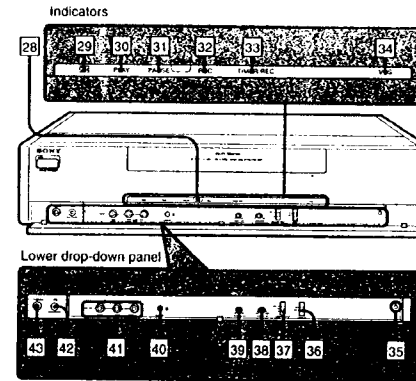 Indicators
28 29 30 31 32 33 34
PLAY PAUSE REC TIMER REC
SONY
Lower drop-down panel
43 42 41 40 39 38 37 36 35